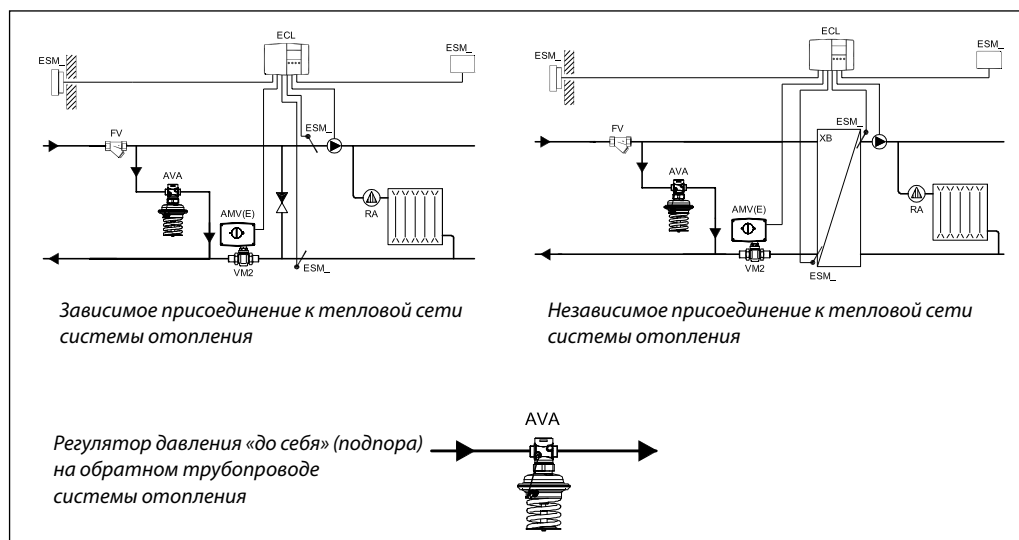 ECL
ESM_
ESM_
FV
ESM_
AVA
AMV(E)
RA
VM2
ESM_
Зависимое присоединение к тепловой сети
системы отопления
ECL
ESM_
ESM_
FV
ESM_
XB
AVA
AMV(E)
RA
VM2
ESM_
Независимое присоединение к тепловой сети
системы отопления
AVA
Регулятор давления «до себя» (подпора)
на обратном трубопроводе
системы отопления